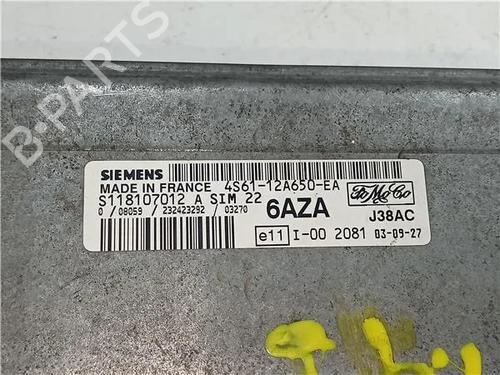 B-PARTS
SIEMENS
MADE IN FRANCE 4S61-12A650-EA
S118107012 A SIM 22
0 / 08059 / 232423292 / 03270
6AZA
FoMoCo
J38AC
e11 I-00 2081 03-09-27